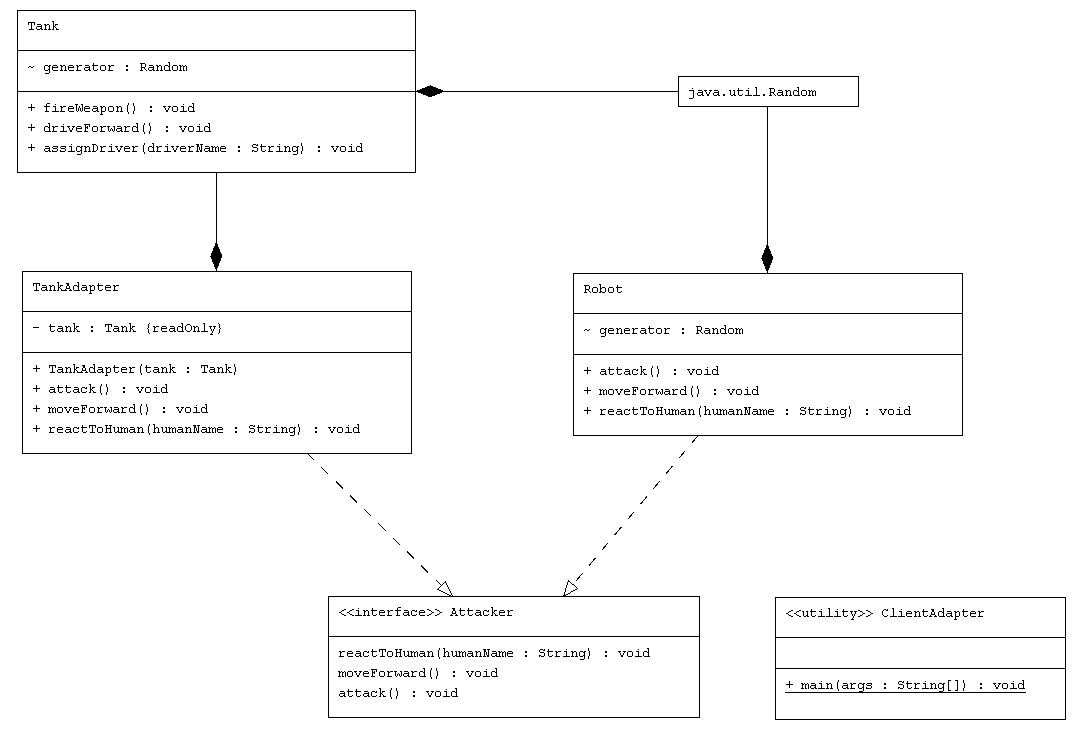 Tank
~ generator : Random
+ fireWeapon() : void
+ driveForward() : void
+ assignDriver(driverName : String) : void
java.util.Random
TankAdapter
- tank : Tank {readOnly}
+ TankAdapter(tank : Tank)
+ attack() : void
+ moveForward() : void
+ reactToHuman(humanName : String) : void
Robot
~ generator : Random
+ attack() : void
+ moveForward() : void
+ reactToHuman(humanName : String) : void
<<interface>> Attacker
reactToHuman(humanName : String) : void
moveForward() : void
attack() : void
<<utility>> ClientAdapter
+ main(args : String[]) : void